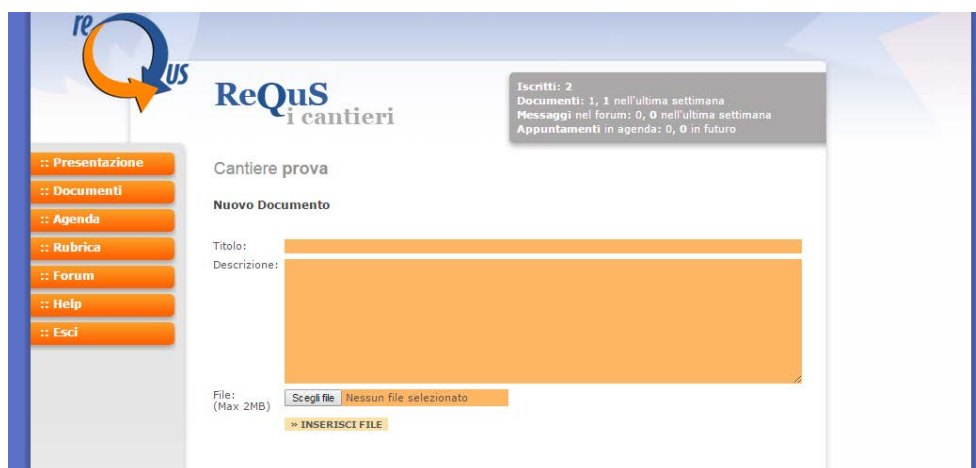 re
us
ReQuS
i cantieri
Iscritti: 2
Documenti: 1, 1 nell'ultima settimana
Messaggi nel forum: 0, 0 nell'ultima settimana
Appuntamenti in agenda: 0, 0 in futuro
:: Presentazione
:: Documenti
:: Agenda
:: Rubrica
:: Forum
:: Help
:: Esci
Cantiere prova
Nuovo Documento
Titolo:
Descrizione:
File:
(Max 2MB)
Scegli file Nessun file selezionato
» INSERISCI FILE